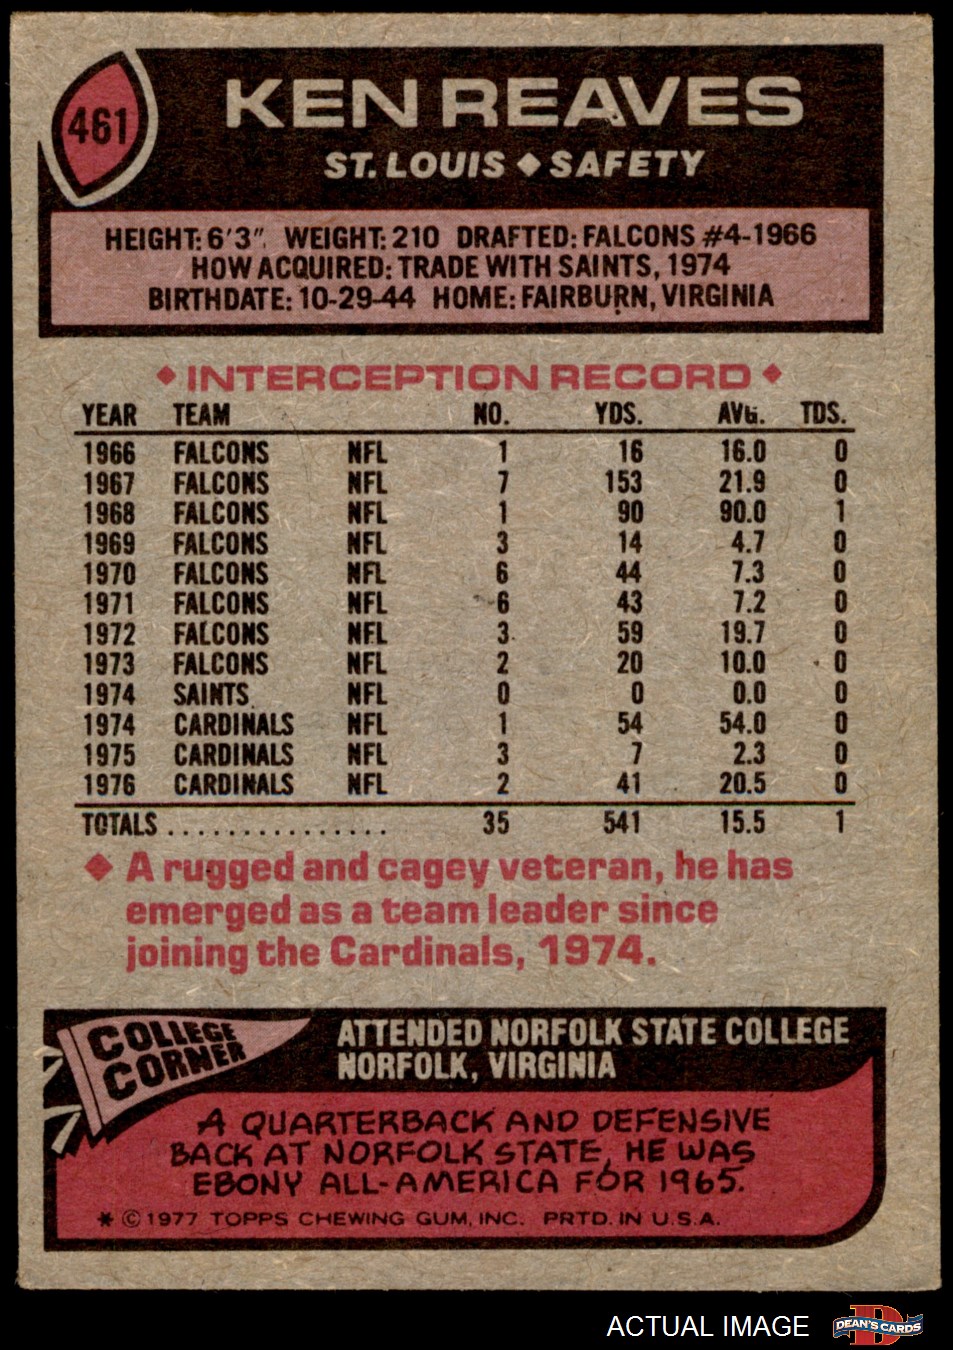 461
KEN REAVES
ST. LOUIS ◆ SAFETY
HEIGHT: 6'3". WEIGHT: 210 DRAFTED: FALCONS #4-1966
HOW ACQUIRED: TRADE WITH SAINTS, 1974
BIRTHDATE: 10-29-44 HOME: FAIRBURN, VIRGINIA
◆ INTERCEPTION RECORD ◆
YEAR TEAM NO. YDS. AVG. TDS.
1966 FALCONS NFL 1 16 16.0 0
1967 FALCONS NFL 7 153 21.9 0
1968 FALCONS NFL 1 90 90.0 1
1969 FALCONS NFL 3 14 4.7 0
1970 FALCONS NFL 6 44 7.3 0
1971 FALCONS NFL 6 43 7.2 0
1972 FALCONS NFL 3 59 19.7 0
1973 FALCONS NFL 2 20 10.0 0
1974 SAINTS NFL 0 0 0.0 0
1974 CARDINALS NFL 1 54 54.0 0
1975 CARDINALS NFL 3 7 2.3 0
1976 CARDINALS NFL 2 41 20.5 0
TOTALS . . . . . . . . . . . . . . . 35 541 15.5 1
◆ A rugged and cagey veteran, he has
emerged as a team leader since
joining the Cardinals, 1974.
COLLEGE
CORNER
ATTENDED NORFOLK STATE COLLEGE
NORFOLK, VIRGINIA
A QUARTERBACK AND DEFENSIVE
BACK AT NORFOLK STATE, HE WAS
EBONY ALL-AMERICA FOR 1965.
* © 1977 TOPPS CHEWING GUM, INC. PRTD. IN U.S.A.
ACTUAL IMAGE
D
DEAN'S CARDS